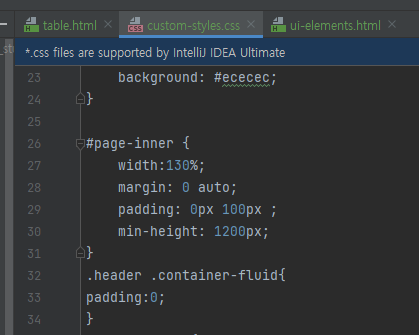 table.html
custom-styles.css
ui-elements.html
*.css files are supported by IntelliJ IDEA Ultimate
23 background: #ececec;
24 }
25
26 #page-inner {
27 width:130%;
28 margin: 0 auto;
29 padding: 0px 100px ;
30 min-height: 1200px;
31 }
32 .header .container-fluid{
33 padding:0;
34 }